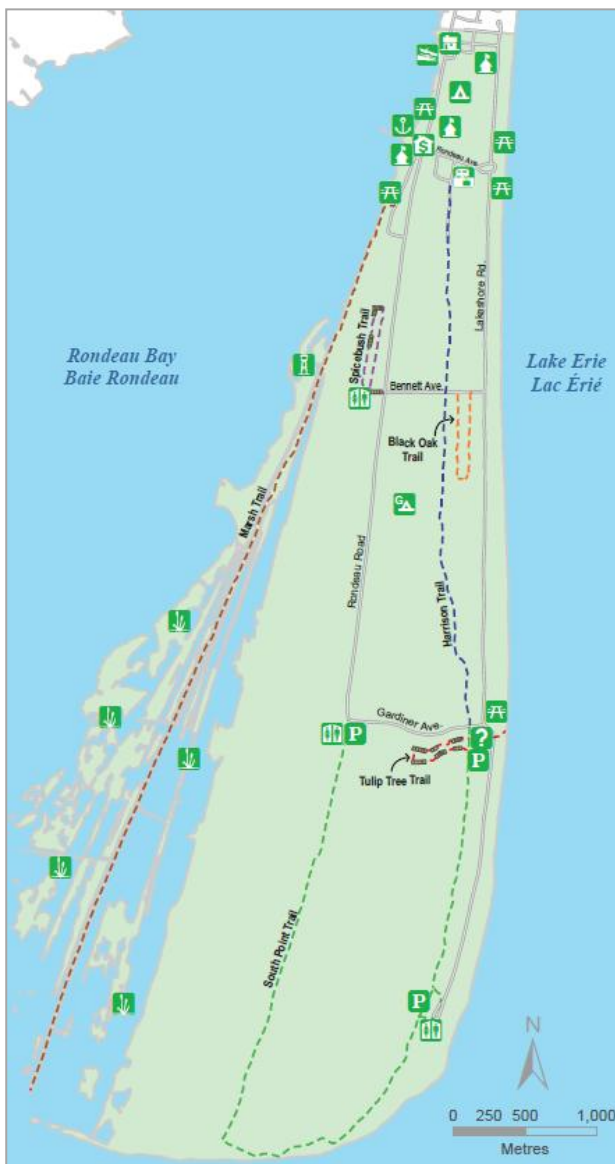 Rondeau Ave.
Rondeau Bay
Baie Rondeau
Lake Erie
Lac Érié
Lakeshore Rd.
Spicebush Trail
Bennett Ave.
Black Oak
Trail
G
Marsh Trail
Rondeau Road
Harrison Trail
Gardiner Ave.
P
?
P
Tulip Tree Trail
South Point Trail
P
N
0 250 500 1,000
Metres
$